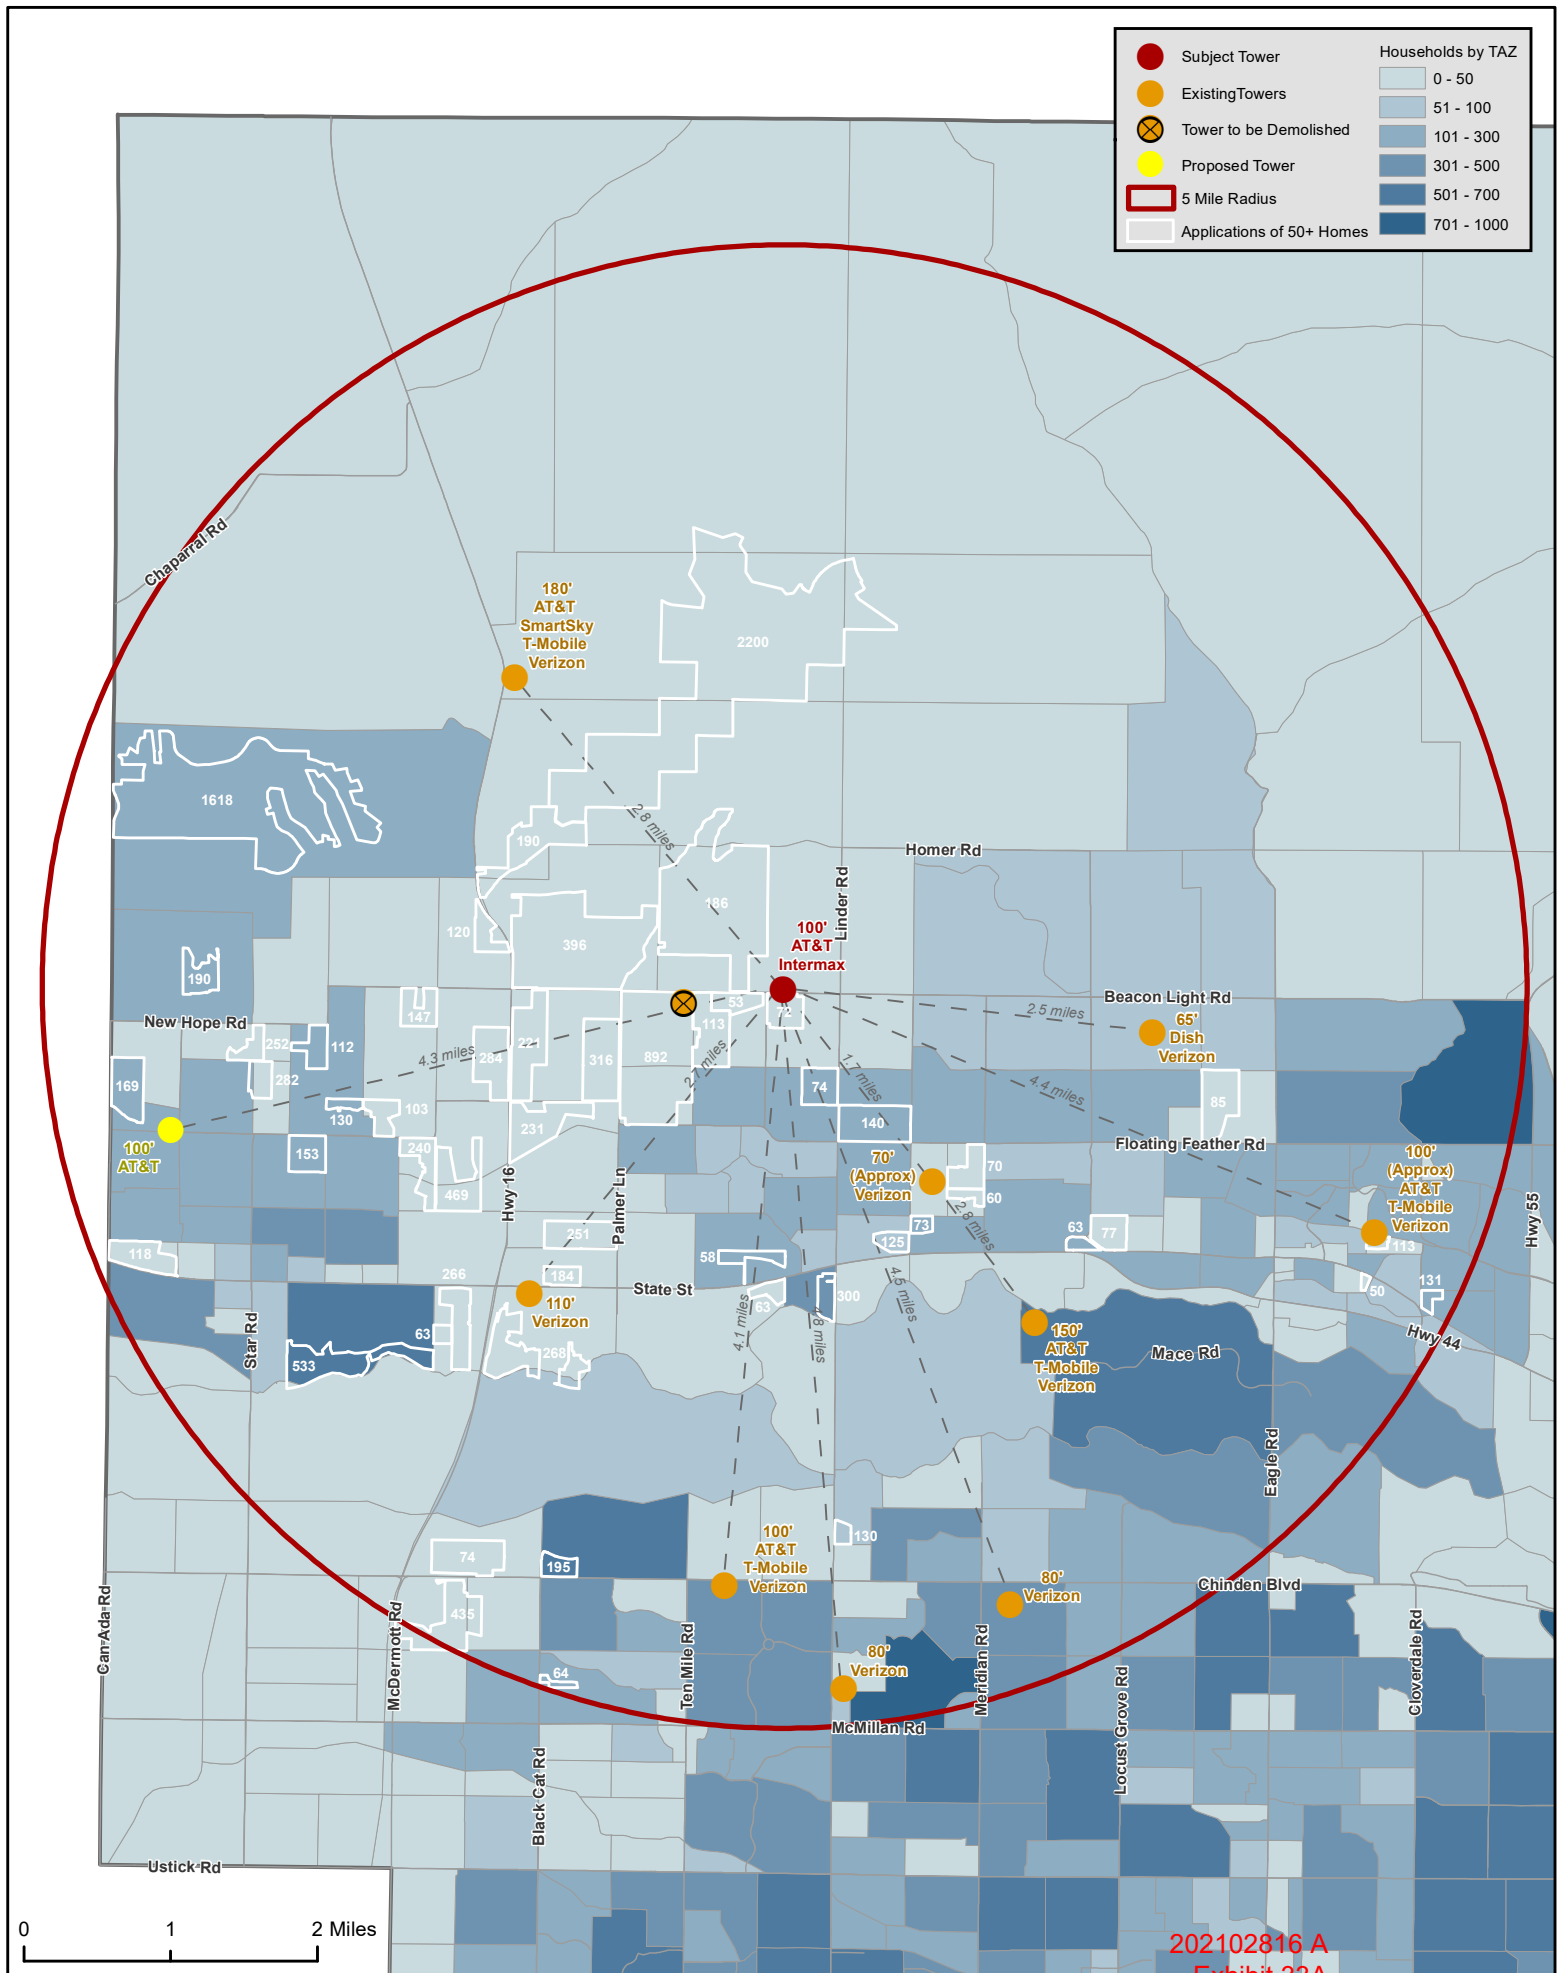 Subject Tower
ExistingTowers
Tower to be Demolished
Proposed Tower
5 Mile Radius
Applications of 50+ Homes
Households by TAZ
0 - 50
51 - 100
101 - 300
301 - 500
501 - 700
701 - 1000
Chaparral Rd
180'
AT&T
SmartSky
T-Mobile
Verizon
2200
2.8 miles
1618
190
Homer Rd
Linder Rd
186
120
396
100'
AT&T
Intermax
190
147
53
72
Beacon Light Rd
2.5 miles
65'
Dish
Verizon
New Hope Rd
252
112
282
113
221
284
316
892
4.3 miles
2.7 miles
1.7 miles
4.4 miles
169
130
103
74
85
140
231
100'
AT&T
153
240
469
Hwy 16
Palmer Ln
Floating Feather Rd
70'
(Approx)
Verizon
70
60
100'
(Approx)
AT&T
T-Mobile
Verizon
113
Hwy 55
73
125
63
77
2.8 miles
251
118
58
184
266
State St
63
300
50
131
110'
Verizon
4.1 miles
4.8 miles
4.5 miles
Star Rd
63
533
268
150'
AT&T
T-Mobile
Verizon
Mace Rd
Hwy 44
Eagle Rd
100'
AT&T
T-Mobile
Verizon
130
74
195
435
80'
Verizon
Chinden Blvd
Can-Ada Rd
McDermott Rd
Ten Mile Rd
80'
Verizon
Meridian Rd
Locust Grove Rd
Cloverdale Rd
64
McMillan Rd
Black Cat Rd
Ustick Rd
0 1 2 Miles
202102816 A
Exhibit 33A